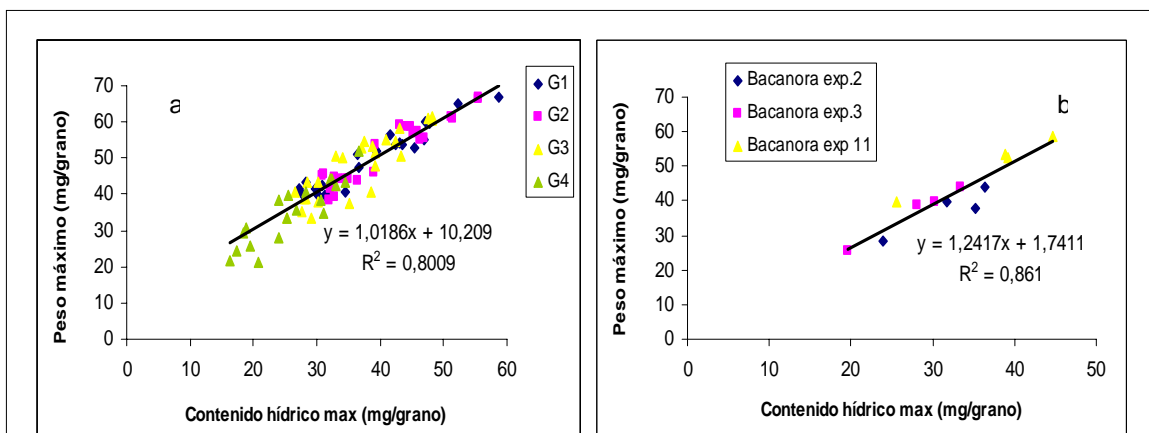 a
Peso máximo (mg/grano)
70
60
50
40
30
20
10
0
0 10 20 30 40 50 60
Contenido hídrico max (mg/grano)
G1
G2
G3
G4
y = 1,0186x + 10,209
R² = 0,8009
b
Peso máximo (mg/grano)
70
60
50
40
30
20
10
0
0 20 30 40 50
Contenido hídrico max (mg/grano)
Bacanora exp.2
Bacanora exp.3
Bacanora exp 11
y = 1,2417x + 1,7411
R² = 0,861